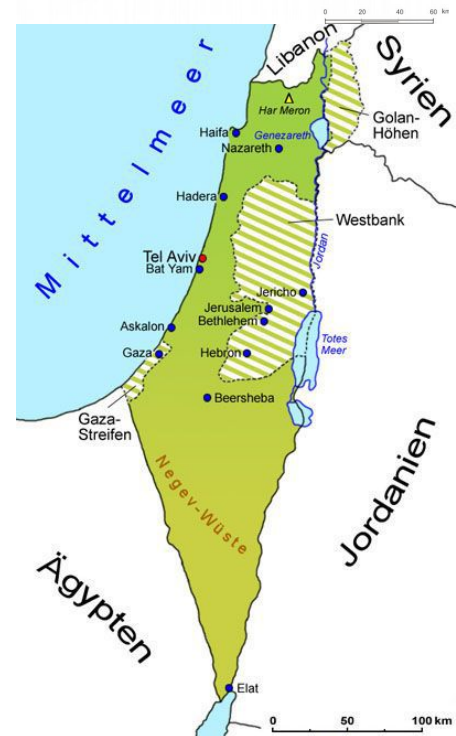 0 20 40 60 km
Libanon
Syrien
Mittelmeer
Har Meron
Golan-
Höhen
Haifa
Genezareth
Nazareth
Hadera
Westbank
Jordan
Tel Aviv
Bat Yam
Jericho
Jerusalem
Bethlehem
Askalon
Totes
Meer
Gaza
Hebron
Beersheba
Gaza-
Streifen
Negev-Wüste
Jordanien
Ägypten
Elat
0 50 100 km